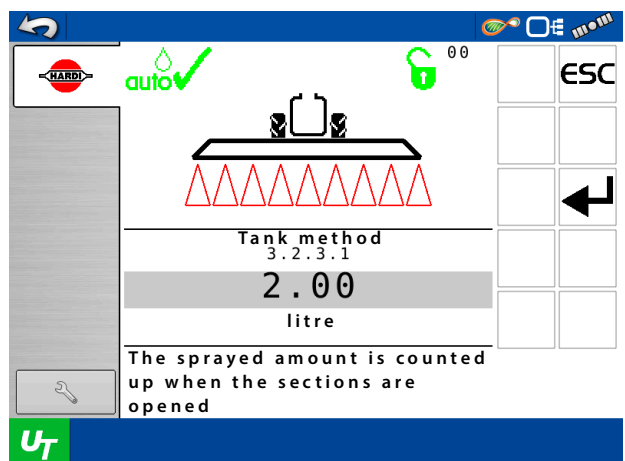 HARDI
auto
00
ESC
Tank method
3.2.3.1
2.00
litre
The sprayed amount is counted
up when the sections are
opened
UT